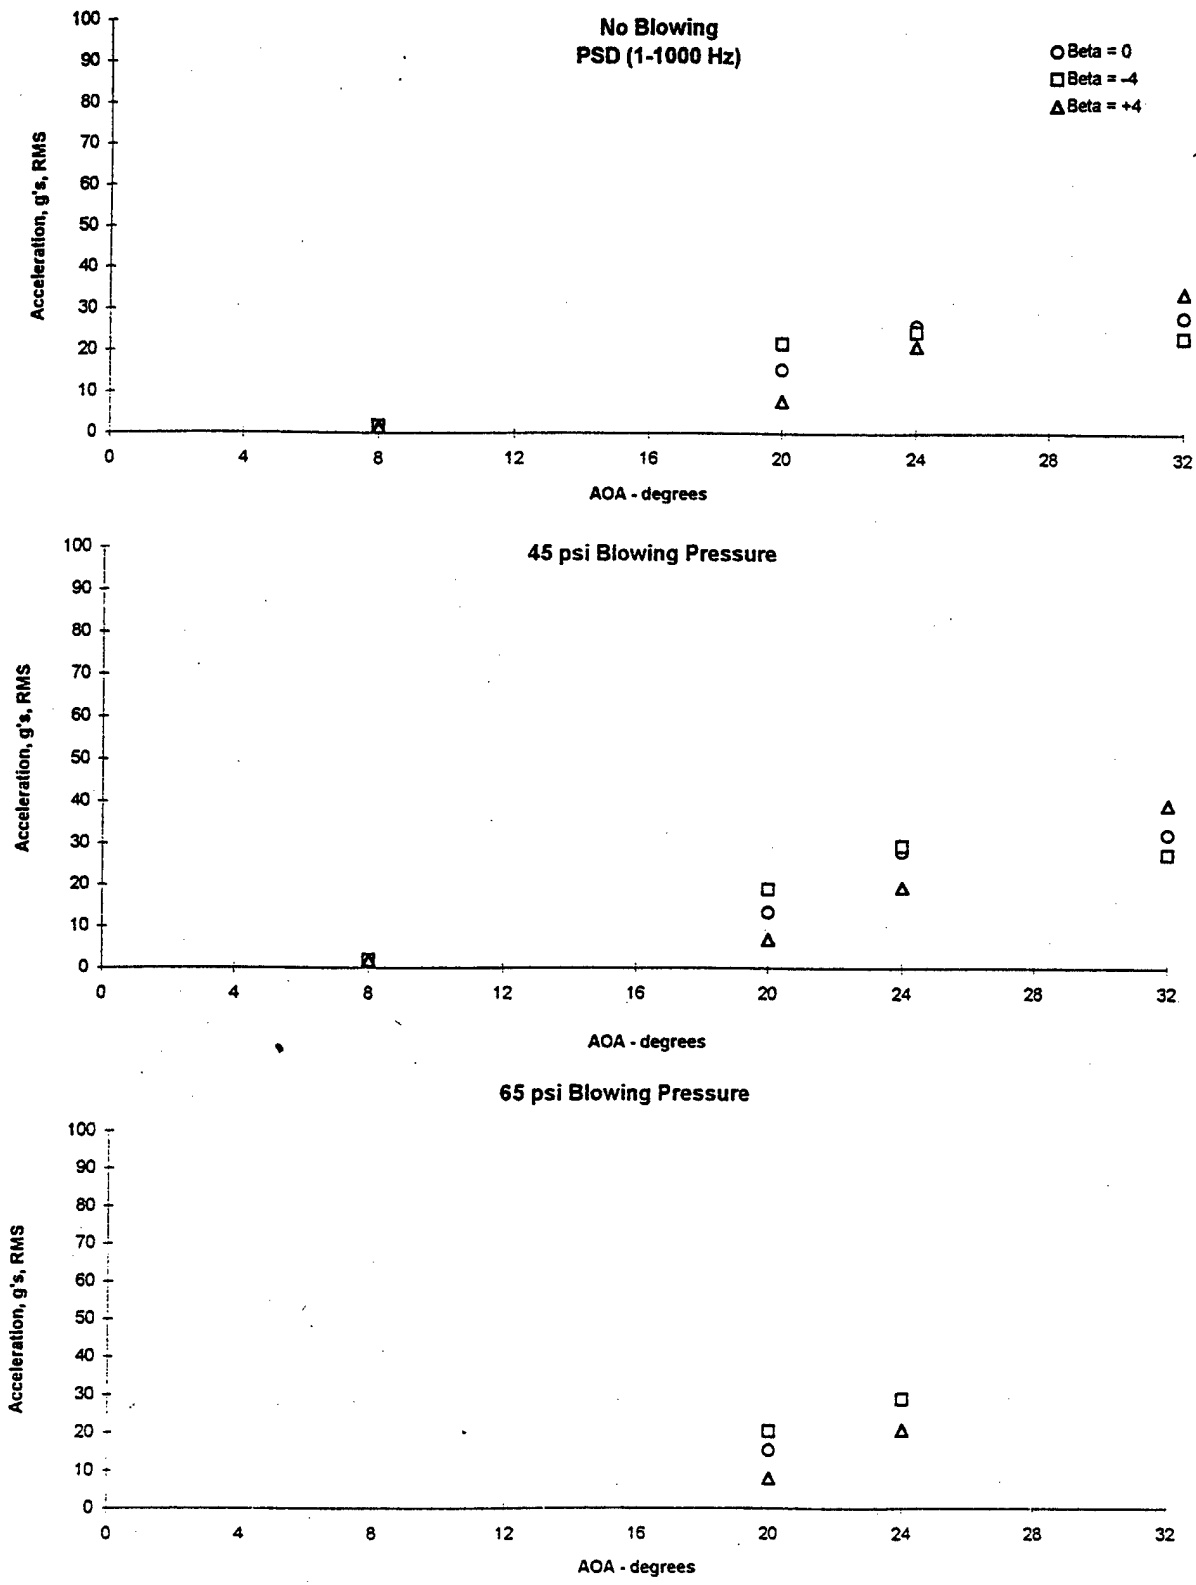 No Blowing
PSD (1-1000 Hz)
Beta = 0
Beta = -4
Beta = +4
Acceleration, g's, RMS
100
90
80
70
60
50
40
30
20
10
0
0 4 8 12 16 20 24 28 32
AOA - degrees
45 psi Blowing Pressure
Acceleration, g's, RMS
100
90
80
70
60
50
40
30
20
10
0
0 4 8 12 16 20 24 28 32
AOA - degrees
65 psi Blowing Pressure
Acceleration, g's, RMS
100
90
80
70
60
50
40
30
20
10
0
0 4 8 12 16 20 24 28 32
AOA - degrees